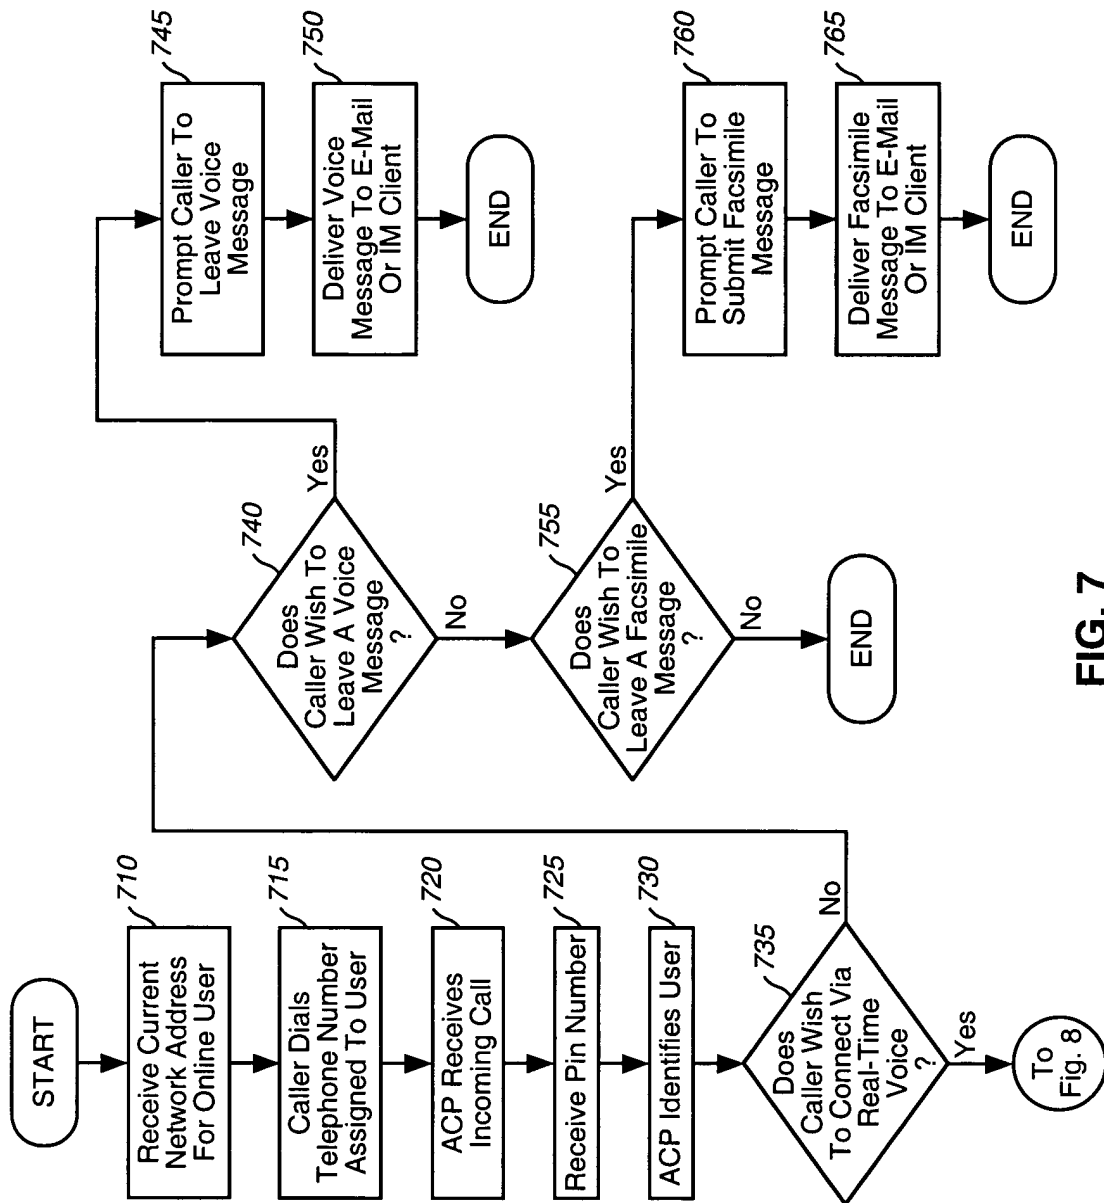 START
710
Receive Current
Network Address
For Online User
715
Caller Dials
Telephone Number
Assigned To User
720
ACP Receives
Incoming Call
725
Receive Pin Number
730
ACP Identifies User
735
Does
Caller Wish
To Connect Via
Real-Time
Voice
?
No
Yes
To
Fig. 8
740
Does
Caller Wish To
Leave A Voice
Message
?
Yes
No
745
Prompt Caller To
Leave Voice
Message
750
Deliver Voice
Message To E-Mail
Or IM Client
END
755
Does
Caller Wish To
Leave A Facsimile
Message
?
Yes
No
END
760
Prompt Caller To
Submit Facsimile
Message
765
Deliver Facsimile
Message To E-Mail
Or IM Client
END
FIG. 7